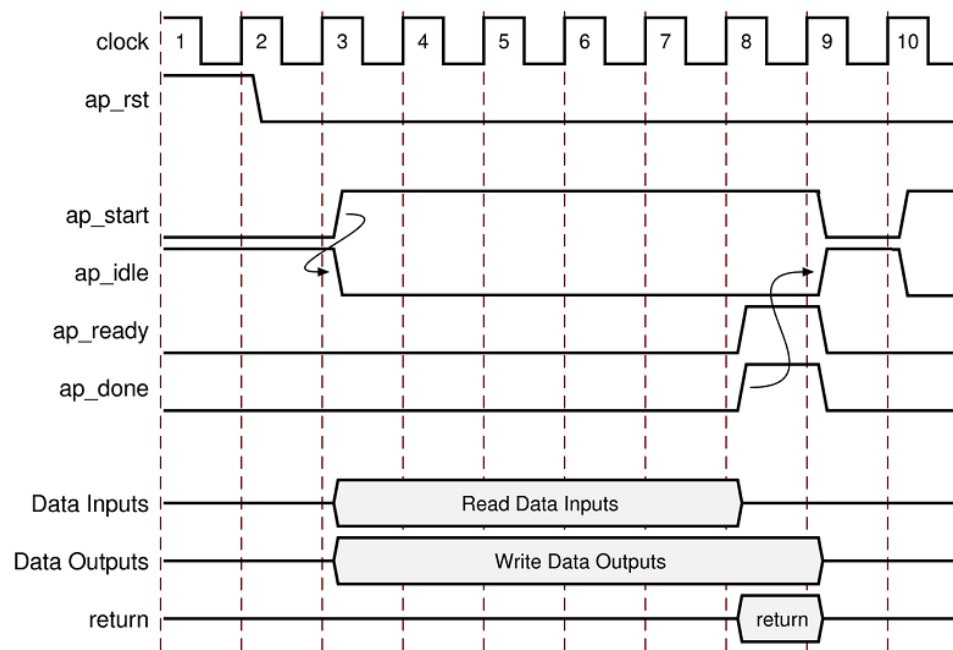 clock 1 2 3 4 5 6 7 8 9 10
ap_rst
ap_start
ap_idle
ap_ready
ap_done
Data Inputs Read Data Inputs
Data Outputs Write Data Outputs
return return